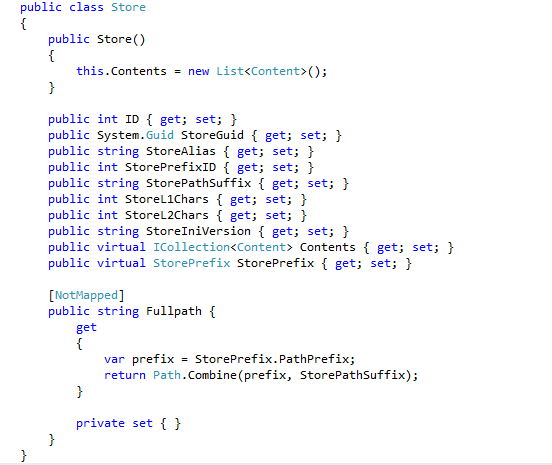 public class Store
{
    public Store()
    {
        this.Contents = new List<Content>();
    }

    public int ID { get; set; }
    public System.Guid StoreGuid { get; set; }
    public string StoreAlias { get; set; }
    public int StorePrefixID { get; set; }
    public string StorePathSuffix { get; set; }
    public int StoreL1Chars { get; set; }
    public int StoreL2Chars { get; set; }
    public string StoreIniVersion { get; set; }
    public virtual ICollection<Content> Contents { get; set; }
    public virtual StorePrefix StorePrefix { get; set; }

    [NotMapped]
    public string Fullpath {
        get
        {
            var prefix = StorePrefix.PathPrefix;
            return Path.Combine(prefix, StorePathSuffix);
        }

        private set { }
    }
}